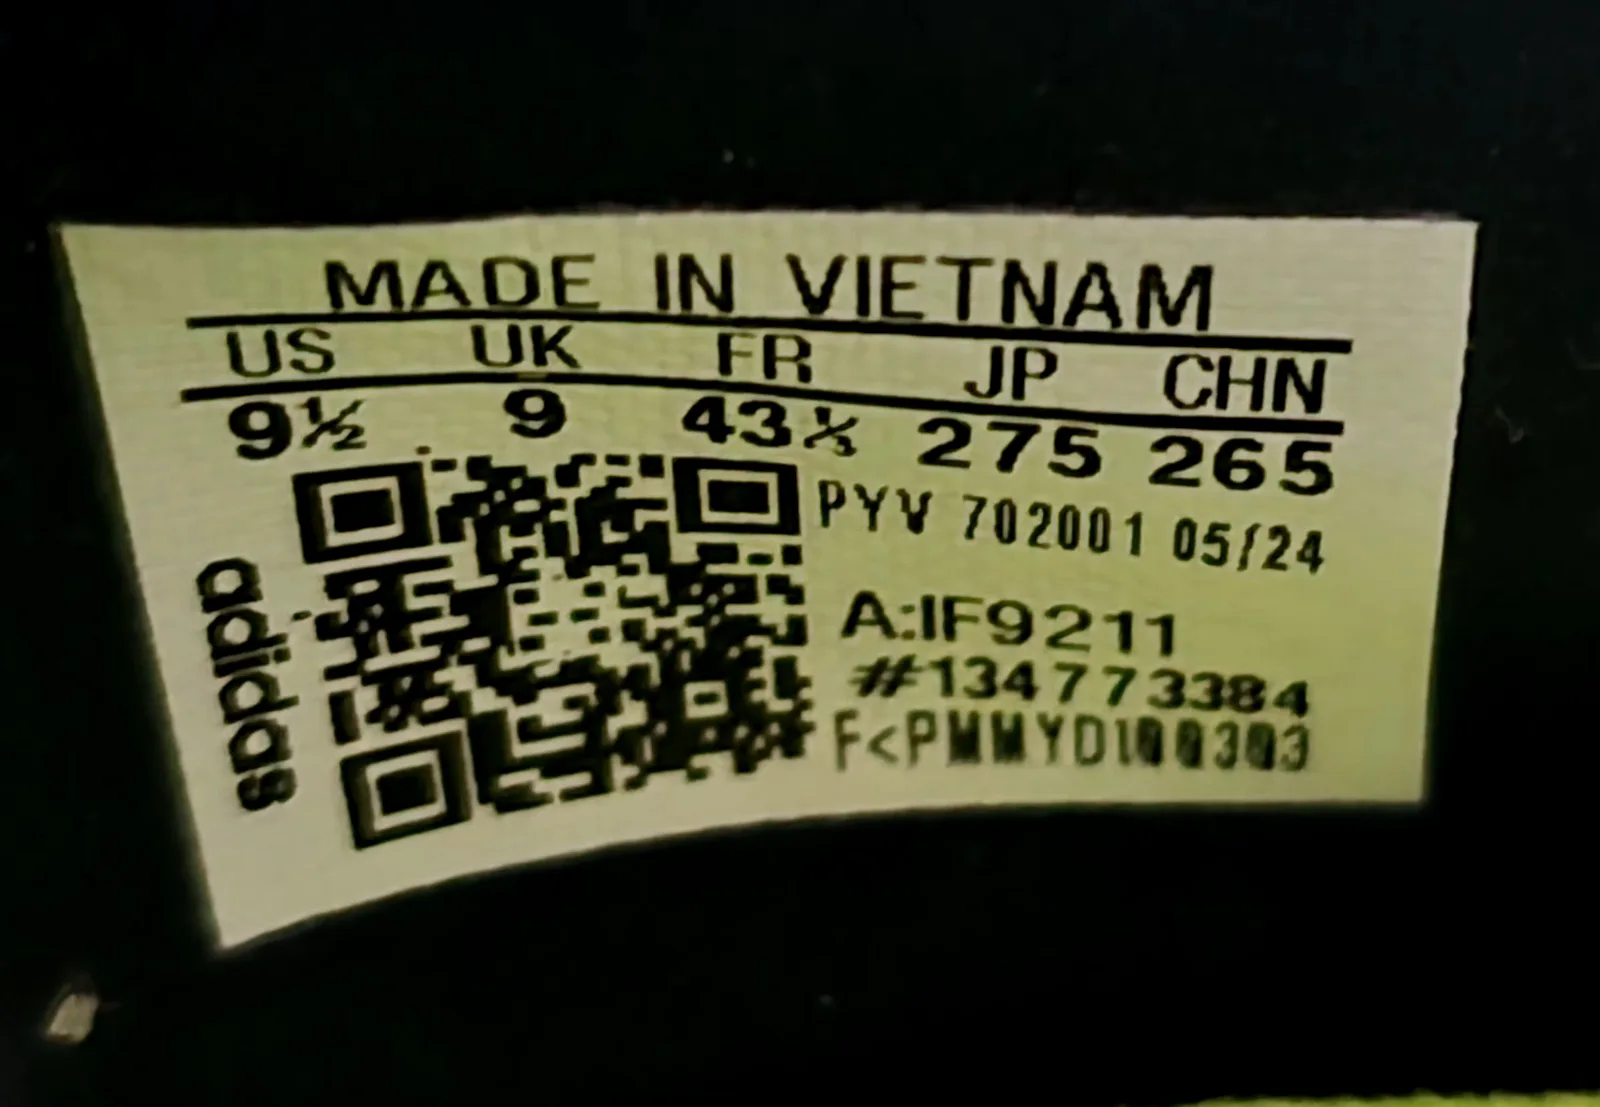 MADE IN VIETNAM
US UK FR JP CHN
9½ 9 43⅓ 275 265
PYV 702001 05/24
A:IF9211
#134773384
adidas